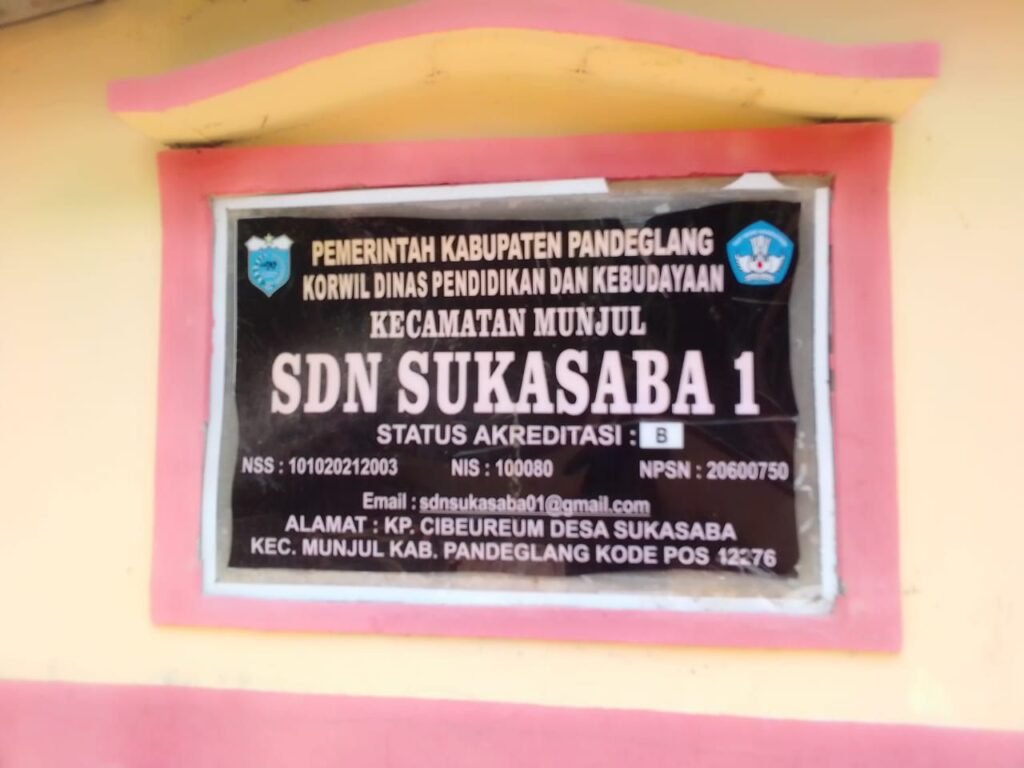 PEMERINTAH KABUPATEN PANDEGLANG
KORWIL DINAS PENDIDIKAN DAN KEBUDAYAAN
KECAMATAN MUNJUL
SDN SUKASABA 1
STATUS AKREDITASI : B
NSS : 101020212003 NIS : 100080 NPSN : 20600750
Email : sdnsukasaba01@gmail.com
ALAMAT : KP. CIBEUREUM DESA SUKASABA
KEC. MUNJUL KAB. PANDEGLANG KODE POS 42276